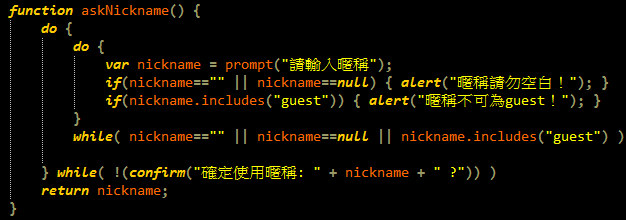 function askNickname() {
    do {
        do {
            var nickname = prompt("請輸入暱稱");
            if(nickname=="" || nickname==null) { alert("暱稱請勿空白！"); }
            if(nickname.includes("guest")) { alert("暱稱不可為guest！"); }
        }
        while( nickname=="" || nickname==null || nickname.includes("guest") )
    } while( !(confirm("確定使用暱稱: " + nickname + " ?")) )
    return nickname;
}